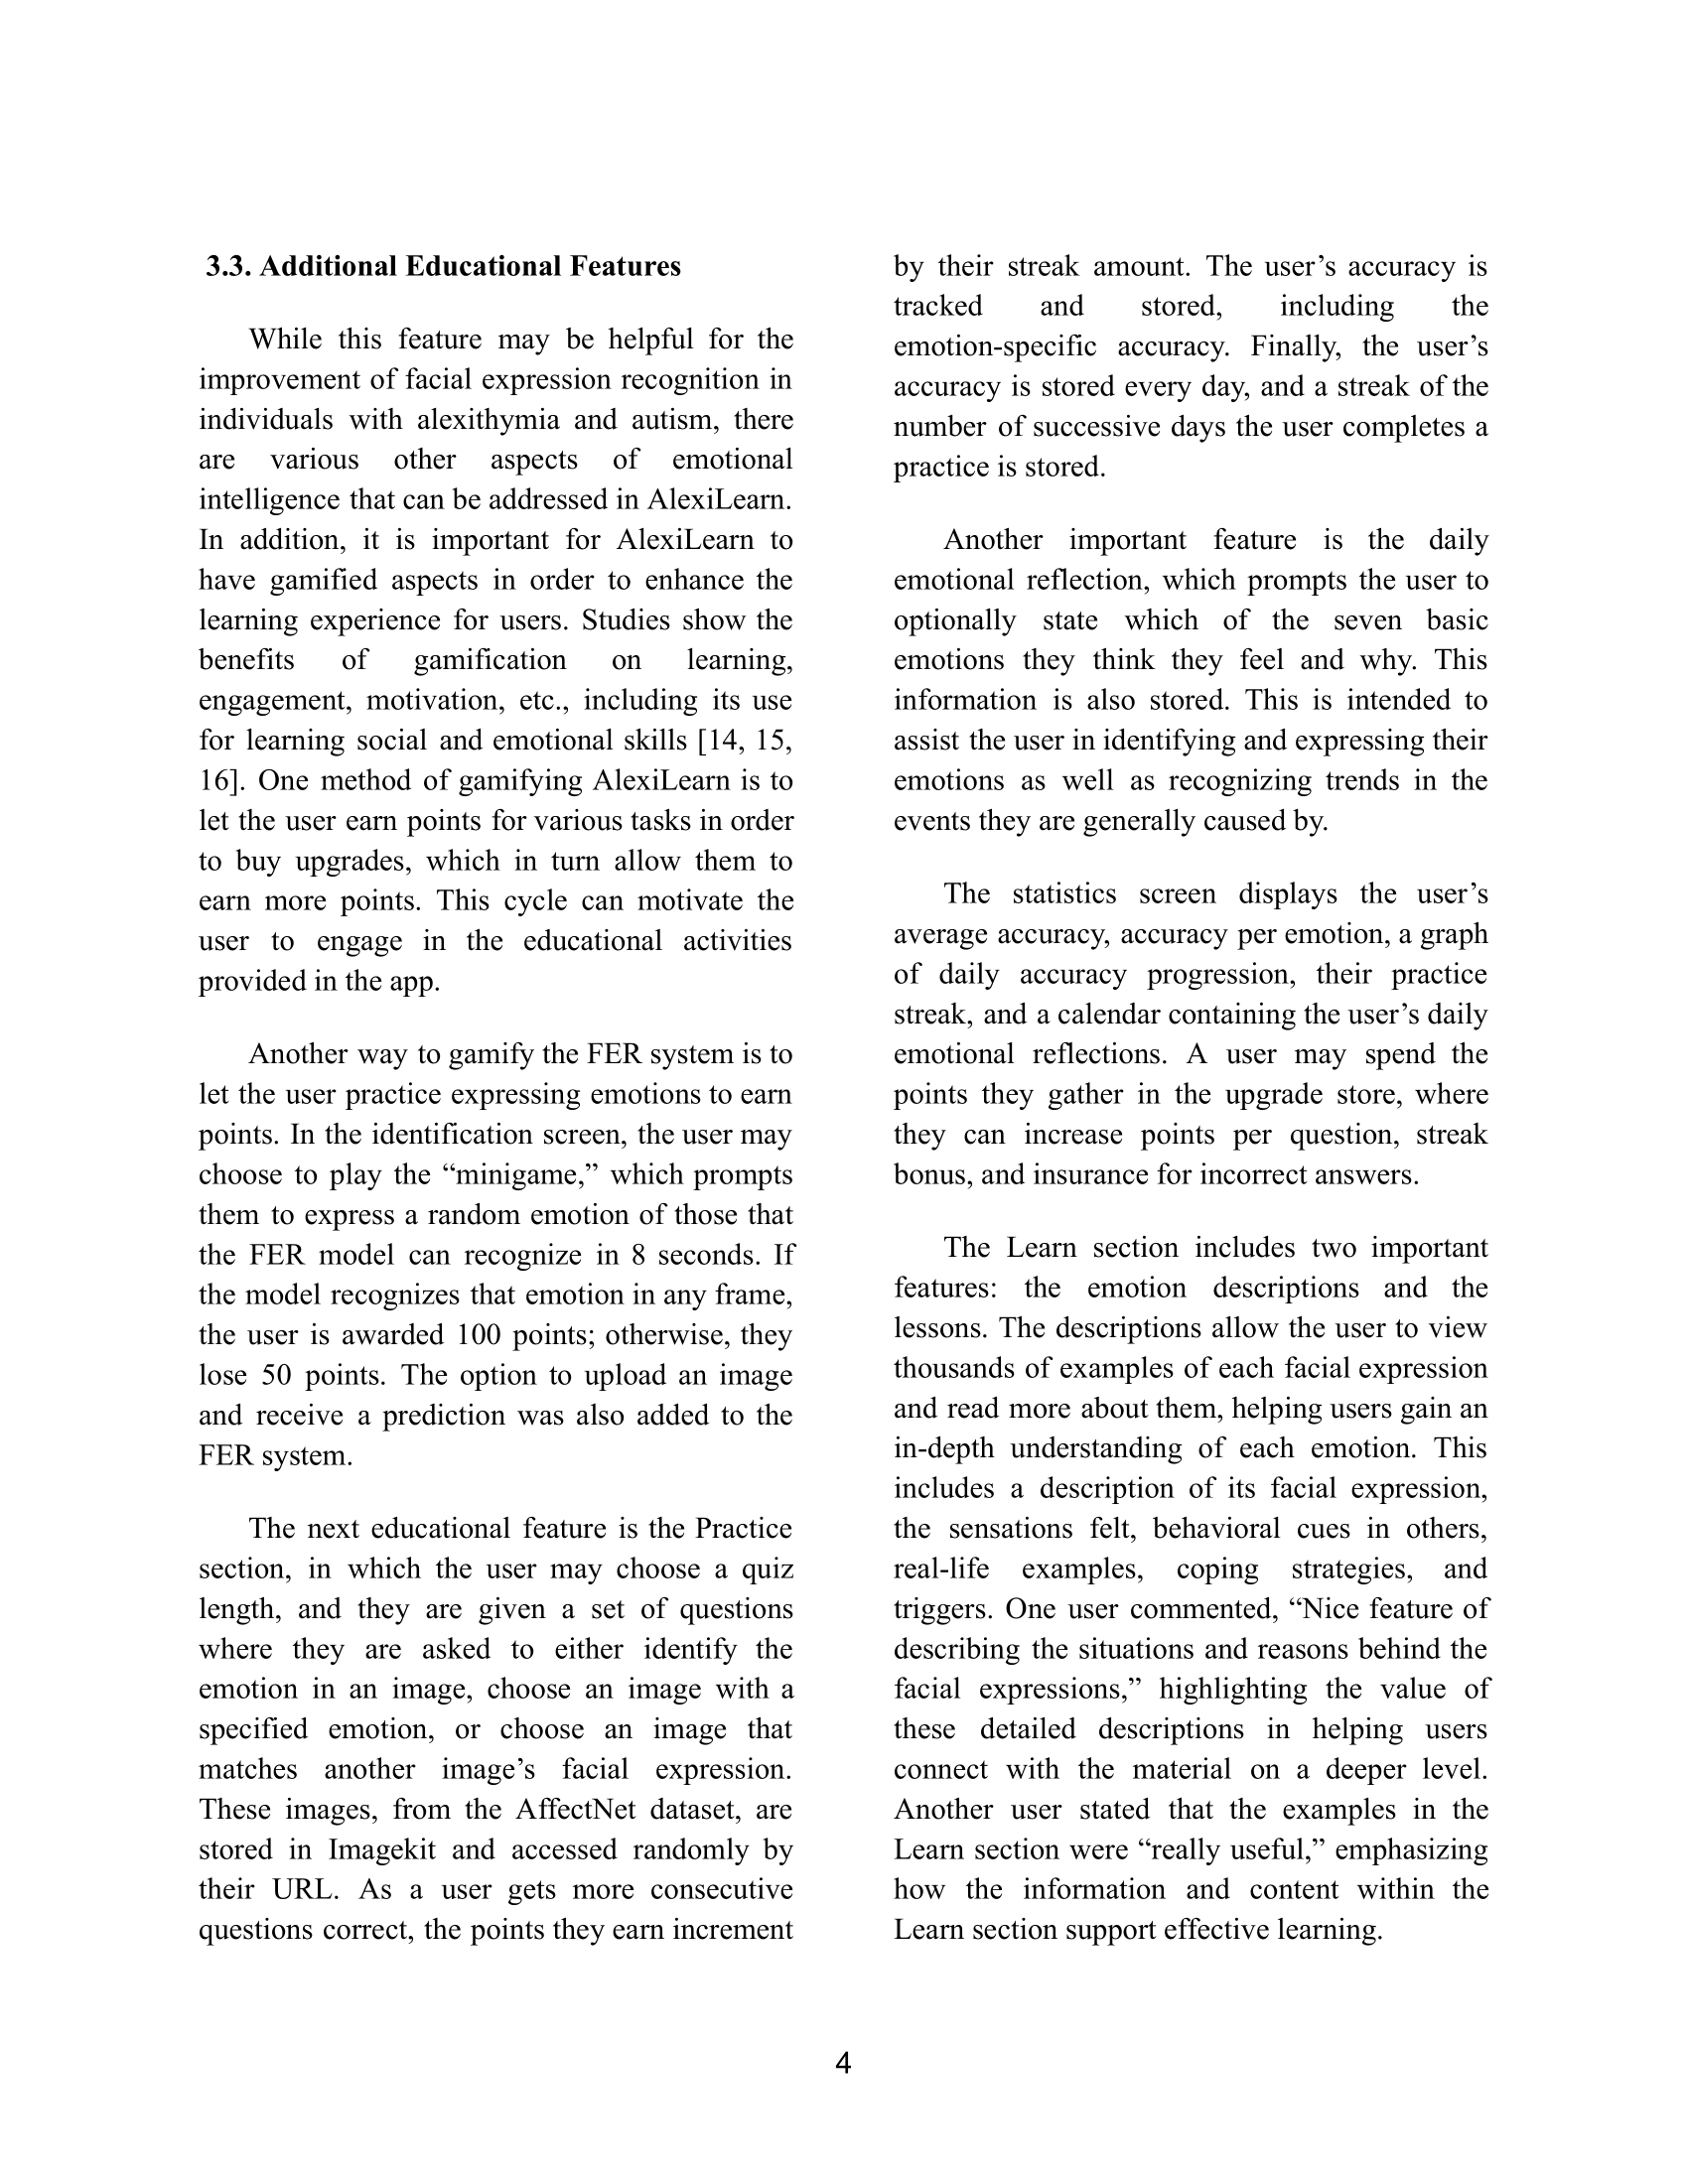 3.3. Additional Educational Features
While this feature may be helpful for the
improvement of facial expression recognition in
individuals with alexithymia and autism, there
are various other aspects of emotional
intelligence that can be addressed in AlexiLearn.
In addition, it is important for AlexiLearn to
have gamified aspects in order to enhance the
learning experience for users. Studies show the
benefits of gamification on learning,
engagement, motivation, etc., including its use
for learning social and emotional skills [14, 15,
16]. One method of gamifying AlexiLearn is to
let the user earn points for various tasks in order
to buy upgrades, which in turn allow them to
earn more points. This cycle can motivate the
user to engage in the educational activities
provided in the app.
Another way to gamify the FER system is to
let the user practice expressing emotions to earn
points. In the identification screen, the user may
choose to play the “minigame,” which prompts
them to express a random emotion of those that
the FER model can recognize in 8 seconds. If
the model recognizes that emotion in any frame,
the user is awarded 100 points; otherwise, they
lose 50 points. The option to upload an image
and receive a prediction was also added to the
FER system.
The next educational feature is the Practice
section, in which the user may choose a quiz
length, and they are given a set of questions
where they are asked to either identify the
emotion in an image, choose an image with a
specified emotion, or choose an image that
matches another image’s facial expression.
These images, from the AffectNet dataset, are
stored in Imagekit and accessed randomly by
their URL. As a user gets more consecutive
questions correct, the points they earn increment
by their streak amount. The user’s accuracy is
tracked and stored, including the
emotion-specific accuracy. Finally, the user’s
accuracy is stored every day, and a streak of the
number of successive days the user completes a
practice is stored.
Another important feature is the daily
emotional reflection, which prompts the user to
optionally state which of the seven basic
emotions they think they feel and why. This
information is also stored. This is intended to
assist the user in identifying and expressing their
emotions as well as recognizing trends in the
events they are generally caused by.
The statistics screen displays the user’s
average accuracy, accuracy per emotion, a graph
of daily accuracy progression, their practice
streak, and a calendar containing the user’s daily
emotional reflections. A user may spend the
points they gather in the upgrade store, where
they can increase points per question, streak
bonus, and insurance for incorrect answers.
The Learn section includes two important
features: the emotion descriptions and the
lessons. The descriptions allow the user to view
thousands of examples of each facial expression
and read more about them, helping users gain an
in-depth understanding of each emotion. This
includes a description of its facial expression,
the sensations felt, behavioral cues in others,
real-life examples, coping strategies, and
triggers. One user commented, “Nice feature of
describing the situations and reasons behind the
facial expressions,” highlighting the value of
these detailed descriptions in helping users
connect with the material on a deeper level.
Another user stated that the examples in the
Learn section were “really useful,” emphasizing
how the information and content within the
Learn section support effective learning.
4